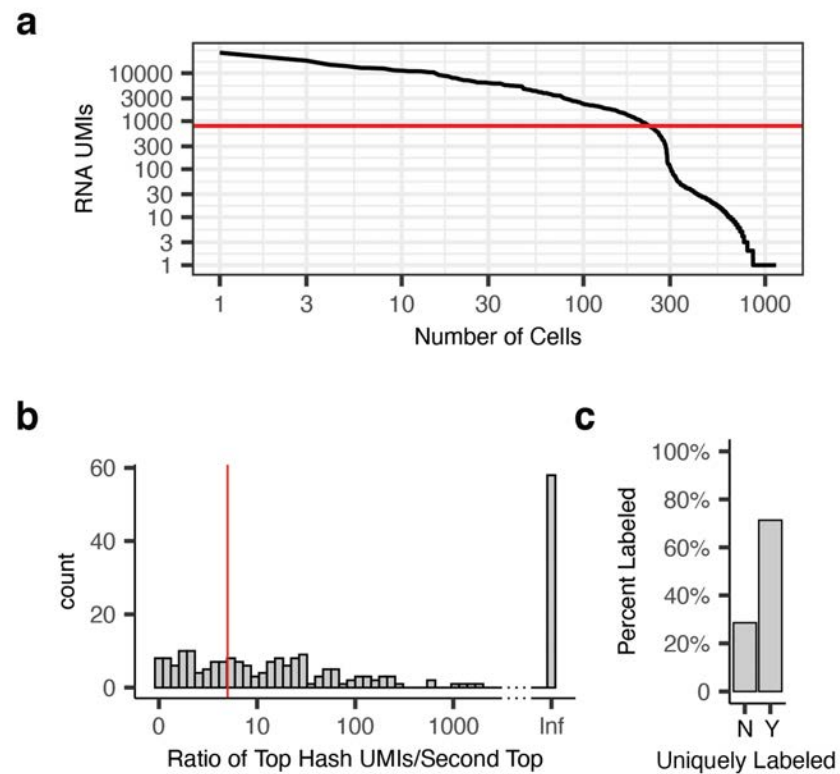 a
RNA UMIs
10000
3000
1000
300
100
30
10
3
1
1 3 10 30 100 300 1000
Number of Cells
b
count
60
40
20
0
0 10 100 1000 Inf
Ratio of Top Hash UMIs/Second Top
c
Percent Labeled
100%
80%
60%
40%
20%
0
N Y
Uniquely Labeled